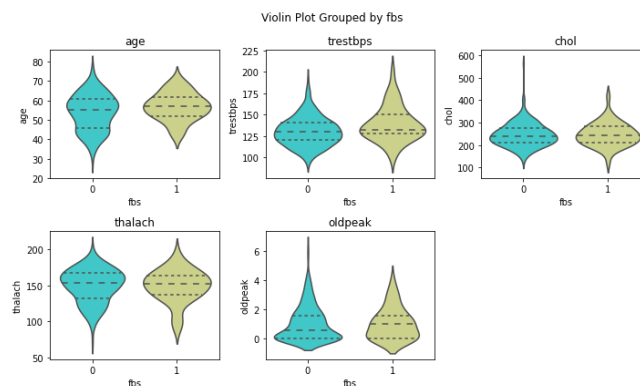 Violin Plot Grouped by fbs
age
trestbps
chol
age
80
70
60
50
40
30
20
0
1
fbs
trestbps
225
200
175
150
125
100
0
1
fbs
chol
600
500
400
300
200
100
0
1
fbs
thalach
oldpeak
thalach
200
150
100
50
0
1
fbs
oldpeak
6
4
2
0
0
1
fbs